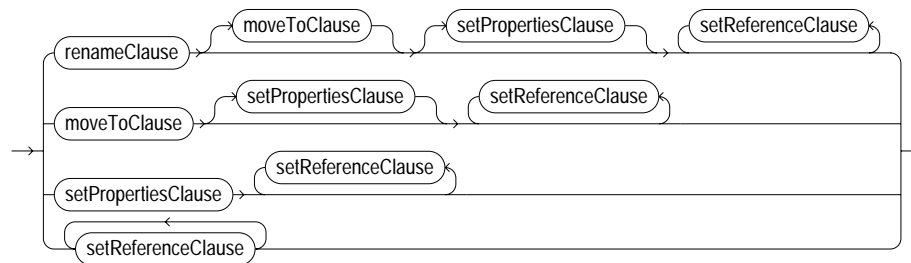 renameClause moveToClause setPropertiesClause setReferenceClause
moveToClause setPropertiesClause setReferenceClause
setPropertiesClause setReferenceClause
setReferenceClause